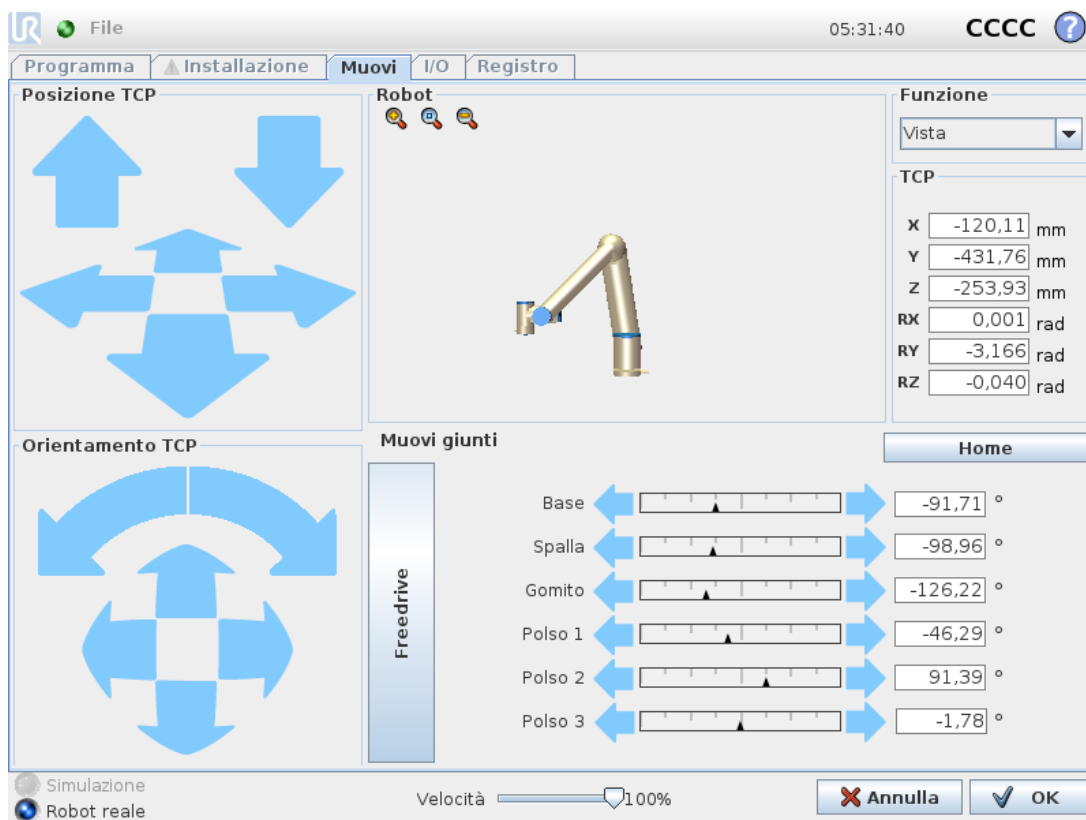 UR File 05:31:40 CCCC ?
Programma Installazione Muovi I/O Registro
Posizione TCP
Robot
Funzione
Vista
TCP
X -120,11 mm
Y -431,76 mm
Z -253,93 mm
RX 0,001 rad
RY -3,166 rad
RZ -0,040 rad
Orientamento TCP
Muovi giunti
Home
Freedrive
Base -91,71 °
Spalla -98,96 °
Gomito -126,22 °
Polso 1 -46,29 °
Polso 2 91,39 °
Polso 3 -1,78 °
Simulazione
Robot reale
Velocità 100%
Annulla
OK